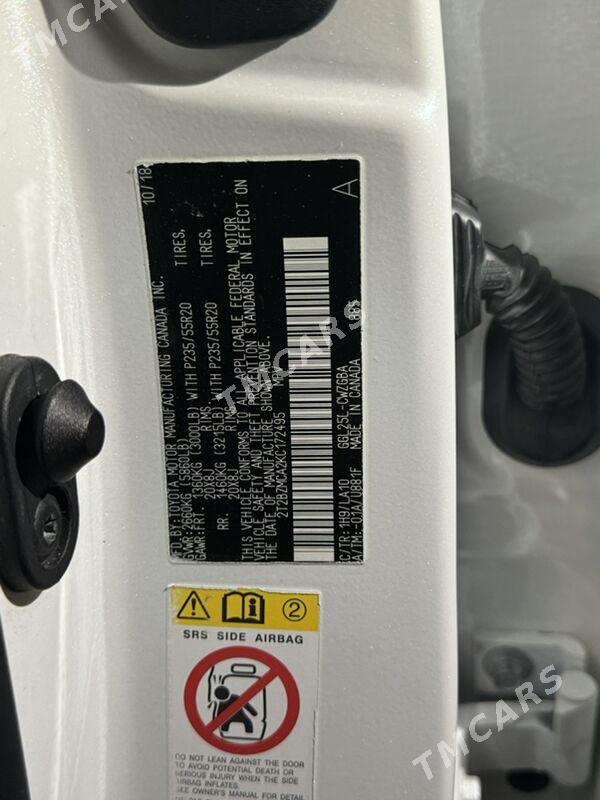 MFD.BY:TOYOTA MOTOR MANUFACTURING CANADA INC. 10/18
GVWR:2660KG (5860LB)
GAWR:FRT. 1360KG (3000LB) WITH P235/55R20 TIRES,
20X8J RIMS
RR. 1460KG (3215LB) WITH P235/55R20 TIRES,
20X8J RIMS
THIS VEHICLE CONFORMS TO ALL APPLICABLE FEDERAL MOTOR
VEHICLE SAFETY AND THEFT PREVENTION STANDARDS IN EFFECT ON
THE DATE OF MANUFACTURE SHOWN ABOVE.
2T2BZMCA2KC172495 MPV A
C/TR:1H9/LA10 GGL25L-CWZGBA
A/TM:-01A/U881F MADE IN CANADA
2
SRS SIDE AIRBAG
DO NOT LEAN AGAINST THE DOOR
TO AVOID POTENTIAL DEATH OR
SERIOUS INJURY WHEN THE SIDE
AIRBAG INFLATES.
SEE OWNER'S MANUAL FOR DETAIL
TMCARS
TMCARS
TMCARS
TMCARS